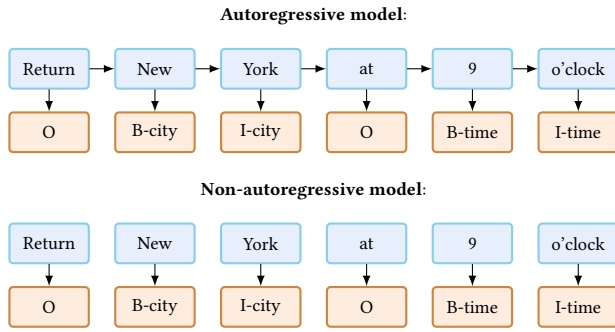 Autoregressive model:
Return New York at 9 o'clock
O B-city I-city O B-time I-time
Non-autoregressive model:
Return New York at 9 o'clock
O B-city I-city O B-time I-time